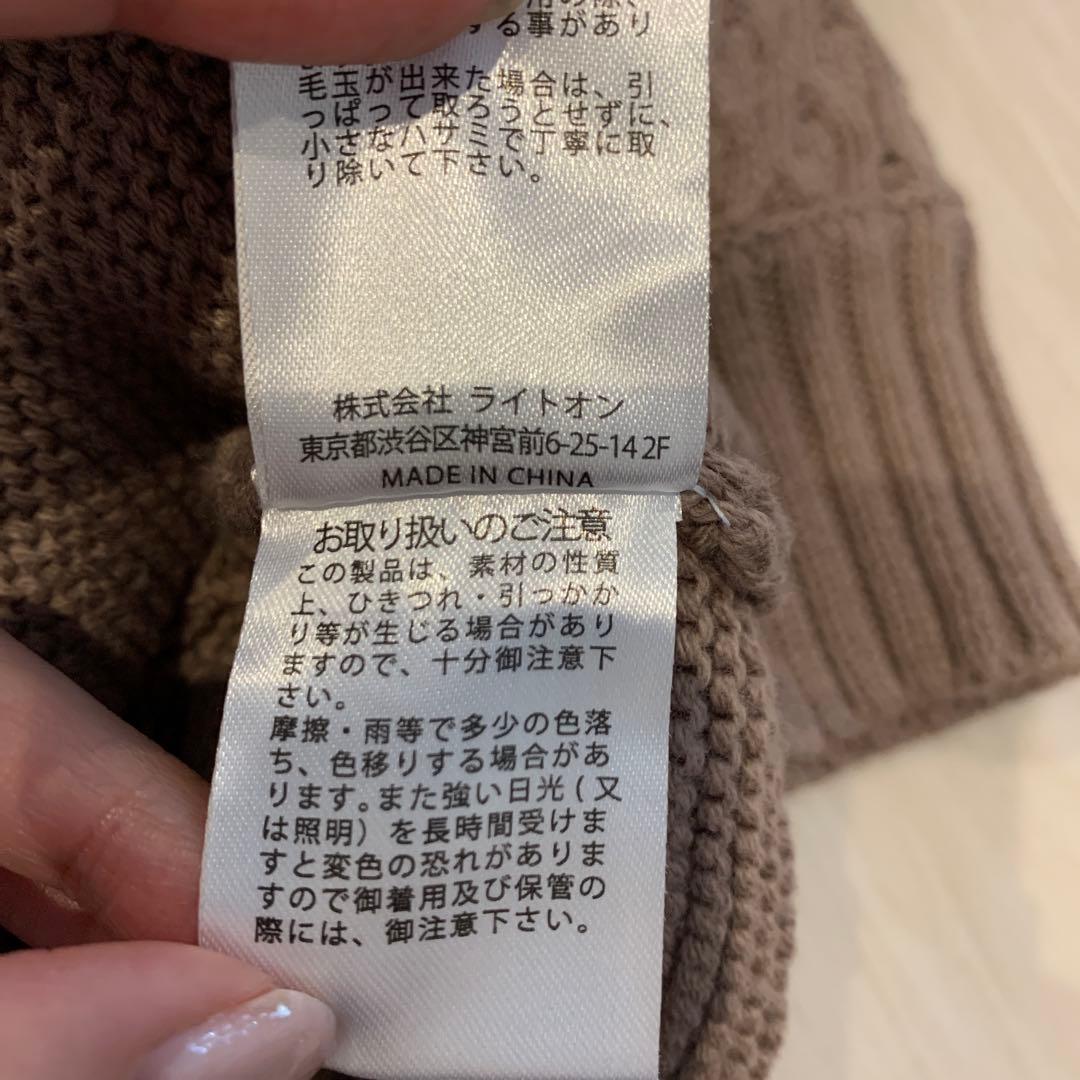 する事があり
毛玉が出来た場合は、引
っぱって取ろうとせずに、
小さなハサミで丁寧に取
り除いて下さい。
株式会社 ライトオン
東京都渋谷区神宮前6-25-14 2F
MADE IN CHINA
お取り扱いのご注意
この製品は、素材の性質
上、ひきつれ・引っかか
り等が生じる場合があり
ますので、十分御注意下
さい。
摩擦・雨等で多少の色落
ち、色移りする場合があ
ります。また強い日光(又
は照明)を長時間受けま
すと変色の恐れがありま
すので御着用及び保管の
際には、御注意下さい。